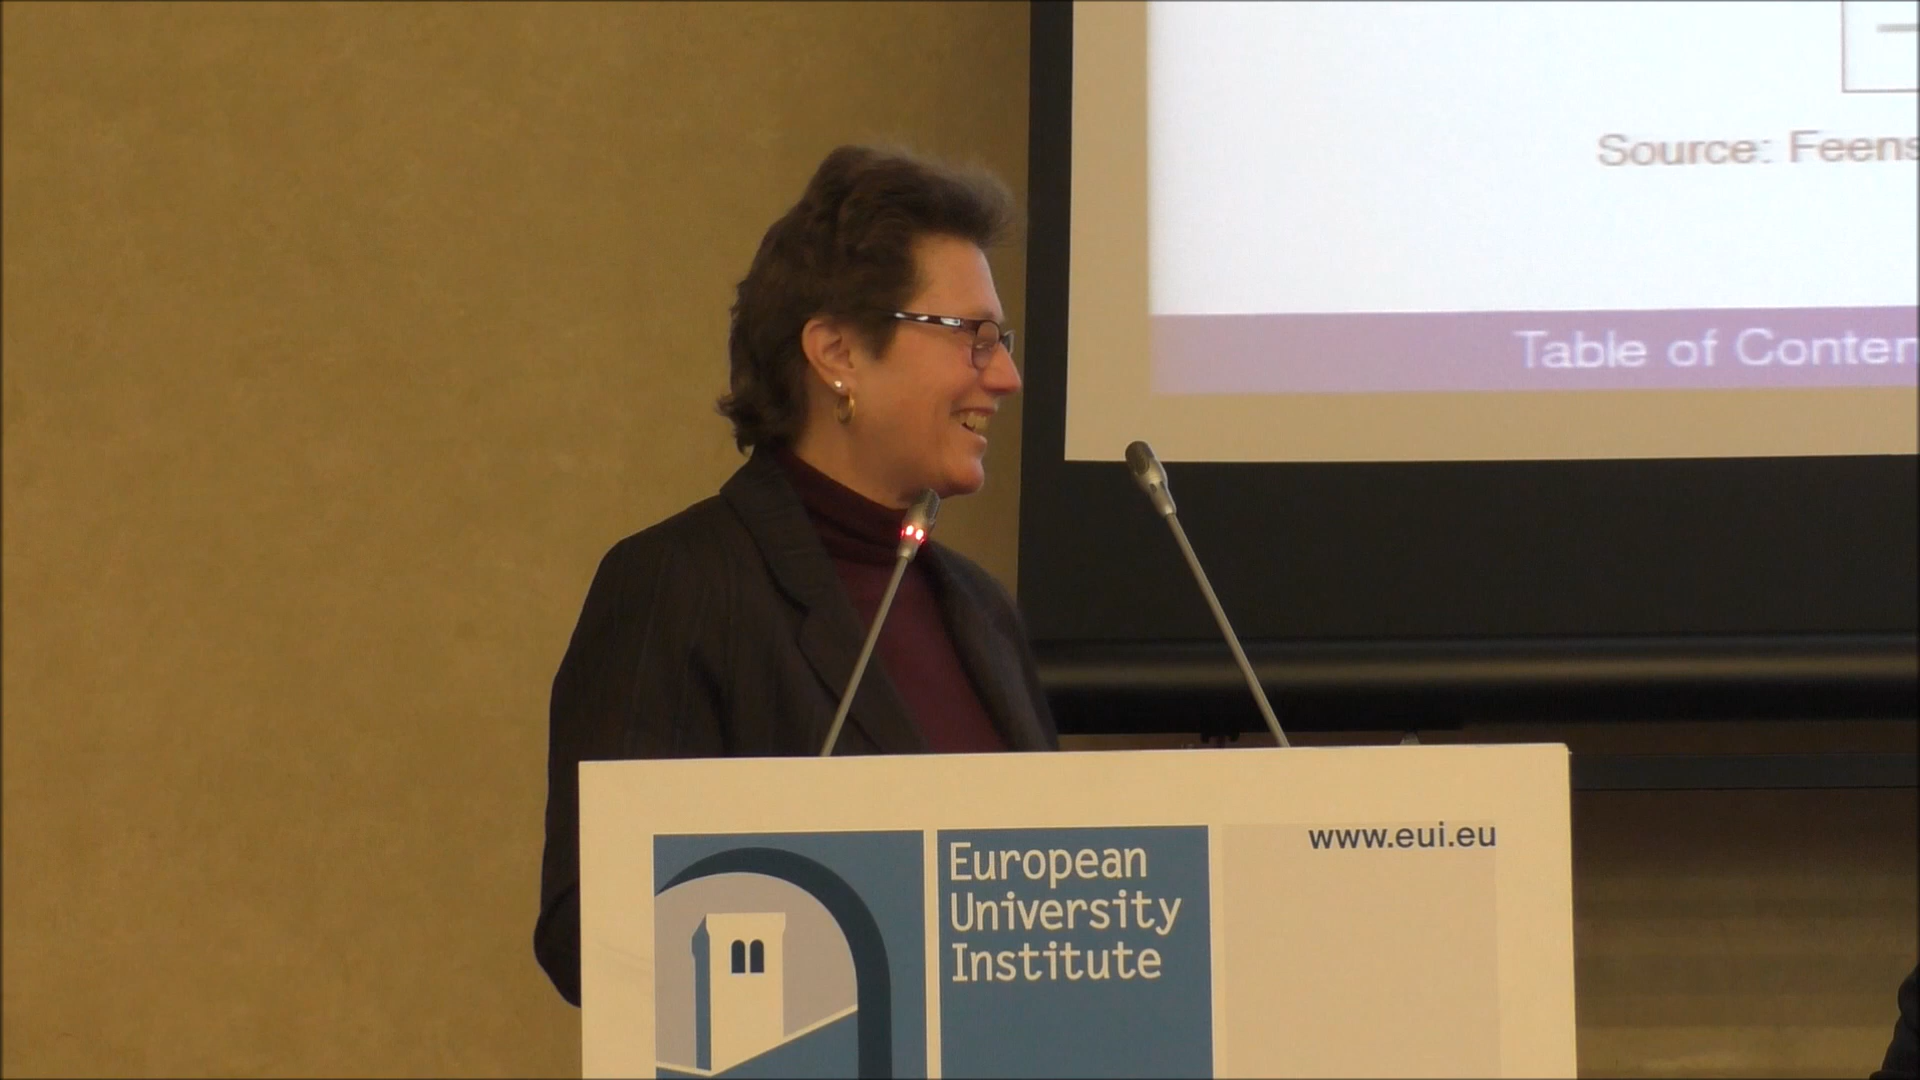 Source: Feens
Table of Conten
www.eui.eu
European
University
Institute